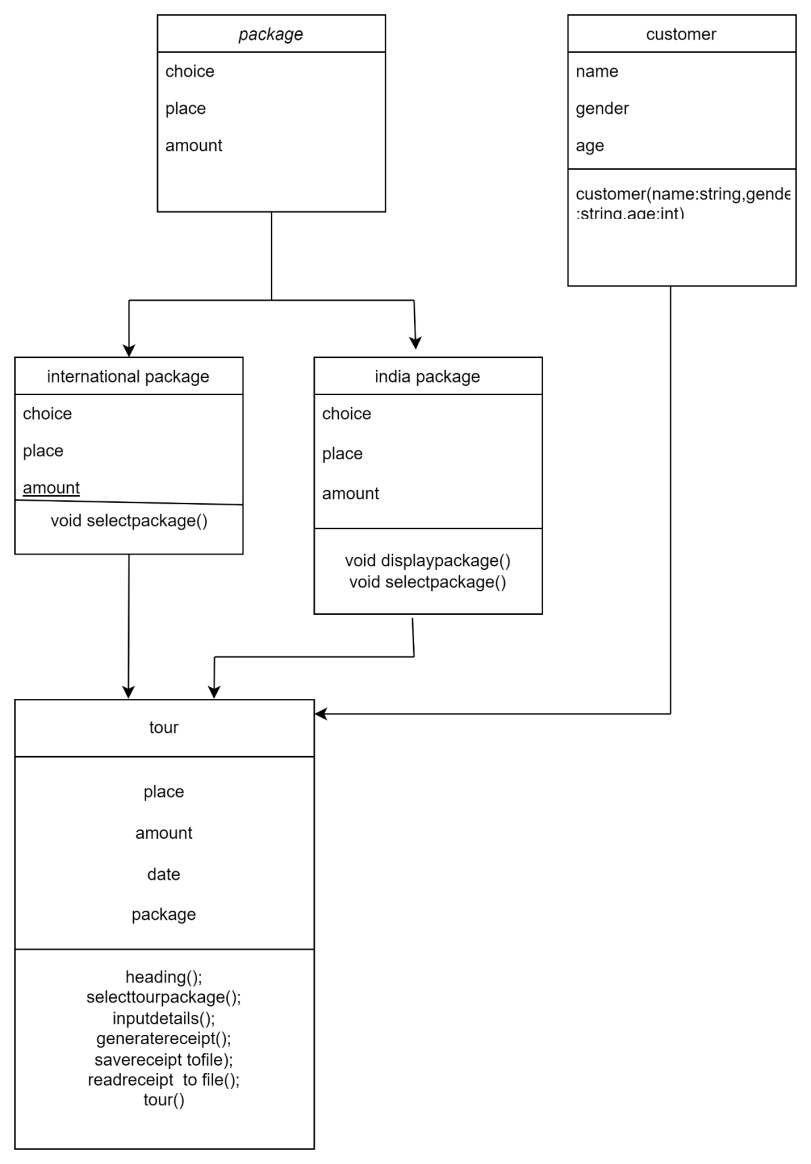 package
choice
place
amount
customer
name
gender
age
customer(name:string,gende
:string,age:int)
international package
choice
place
amount
void selectpackage()
india package
choice
place
amount
void displaypackage()
void selectpackage()
tour
place
amount
date
package
heading();
selecttourpackage();
inputdetails();
generatereceipt();
savereceipt tofile);
readreceipt  to file();
tour()